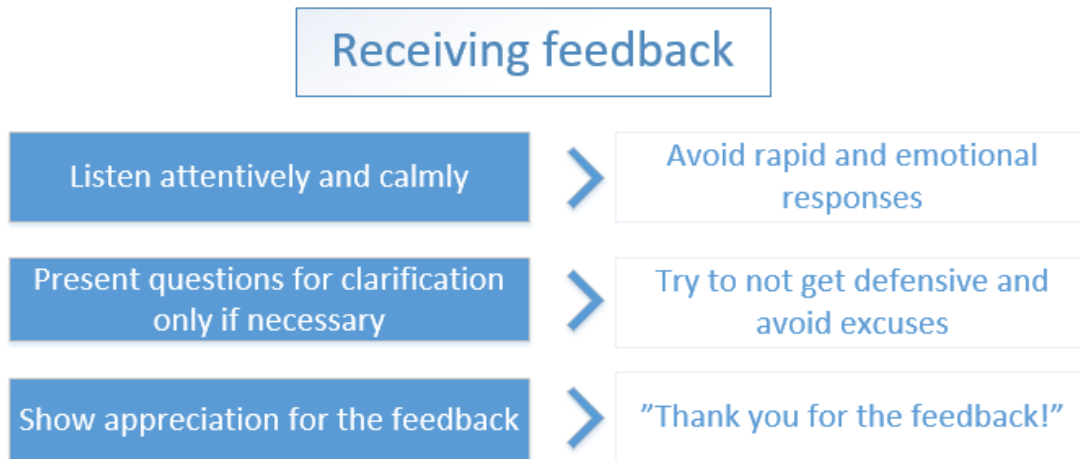 Receiving feedback
Listen attentively and calmly
Avoid rapid and emotional
responses
Present questions for clarification
only if necessary
Try to not get defensive and
avoid excuses
Show appreciation for the feedback
”Thank you for the feedback!”